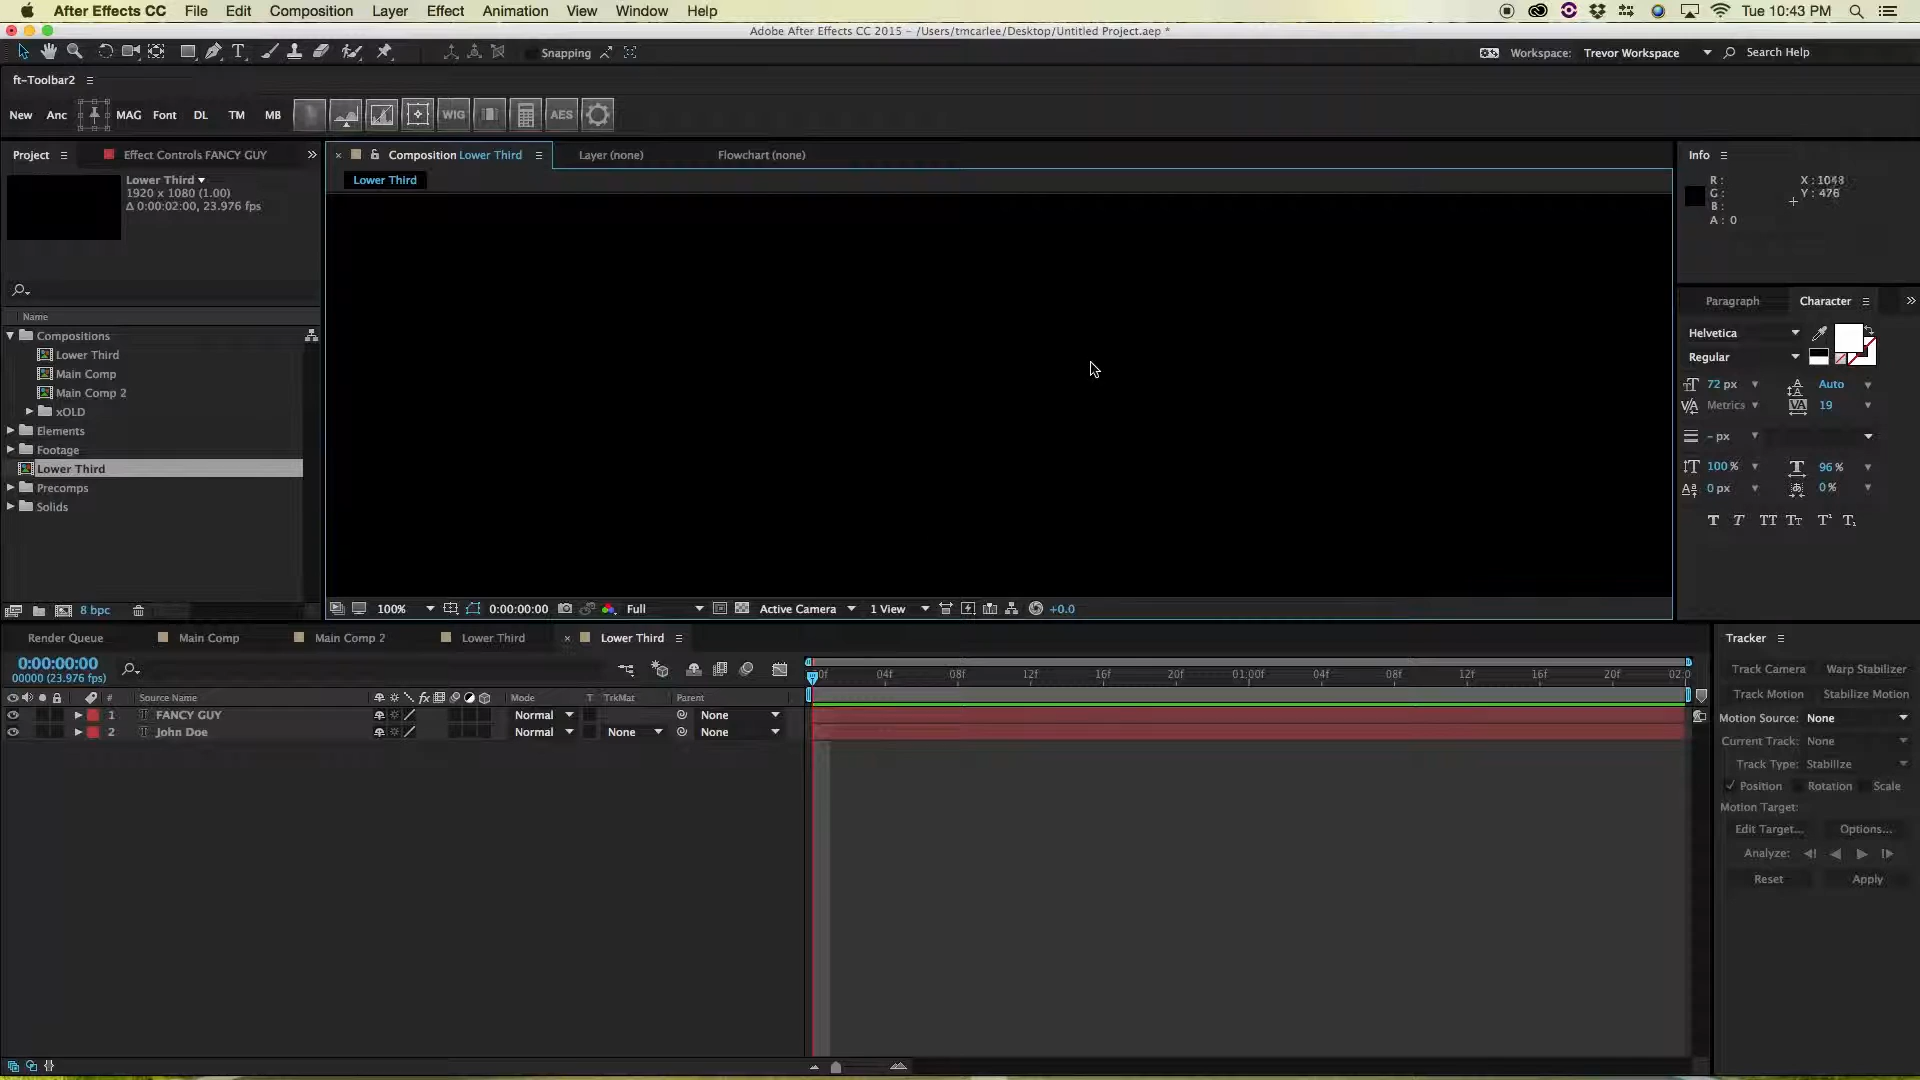 After Effects CC File Edit Composition Layer Effect Animation View Window Help Tue 10:43 PM
Adobe After Effects CC 2015 - /Users/tmcarlee/Desktop/Untitled Project.aep *
Snapping Workspace: Trevor Workspace Search Help
ft-Toolbar2
New Anc MAG Font DL TM MB WIG AES
Project Effect Controls FANCY GUY Composition Lower Third Layer (none) Flowchart (none) Info
Lower Third
1920 x 1080 (1.00)
Δ 0:00:02:00, 23.976 fps
Lower Third
R :
G :
B :
A : 0
X : 1048
Y : 476
Name
Compositions
Lower Third
Main Comp
Main Comp 2
xOLD
Elements
Footage
Lower Third
Precomps
Solids
8 bpc
100% 0:00:00:00 Full Active Camera 1 View +0.0
Paragraph Character
Helvetica
Regular
72 px Auto
Metrics 19
- px
100 % 96 %
0 px 0 %
Render Queue Main Comp Main Comp 2 Lower Third Lower Third
0:00:00:00
00000 (23.976 fps)
04f 08f 12f 16f 20f 01:00f 04f 08f 12f 16f 20f 02:0
# Source Name Mode T TrkMat Parent
1 FANCY GUY Normal None
2 John Doe Normal None None
Tracker
Track Camera Warp Stabilizer
Track Motion Stabilize Motion
Motion Source: None
Current Track: None
Track Type: Stabilize
Position Rotation Scale
Motion Target:
Edit Target... Options...
Analyze:
Reset Apply